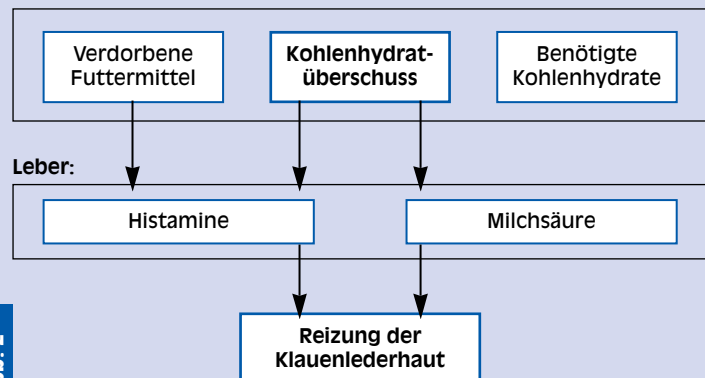 Verdorbene
Futtermittel
Kohlenhydrat-
überschuss
Benötigte
Kohlenhydrate
Leber:
Histamine
Milchsäure
Reizung der
Klauenlederhaut